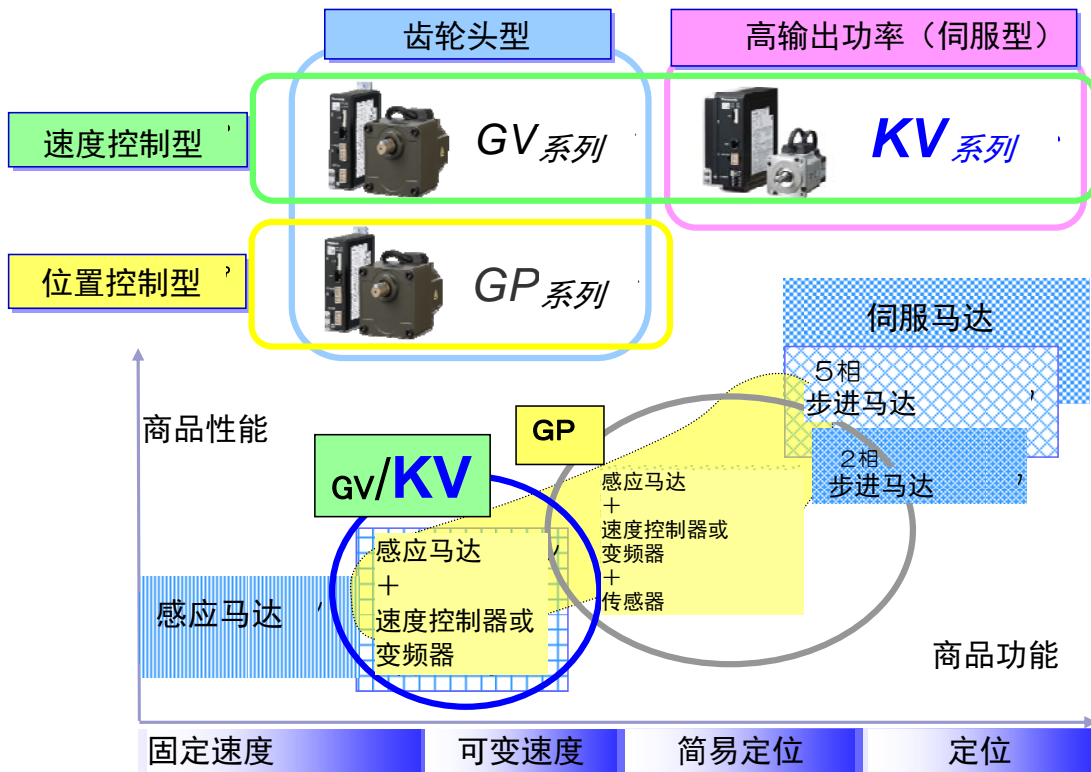 齿轮头型
高输出功率（伺服型）
速度控制型
GV系列
KV系列
位置控制型
GP系列
伺服马达
5相
步进马达
商品性能
GP
2相
步进马达
GV/KV
感应马达
＋
速度控制器或
变频器
＋
传感器
感应马达
＋
速度控制器或
变频器
感应马达
商品功能
固定速度
可变速度
简易定位
定位